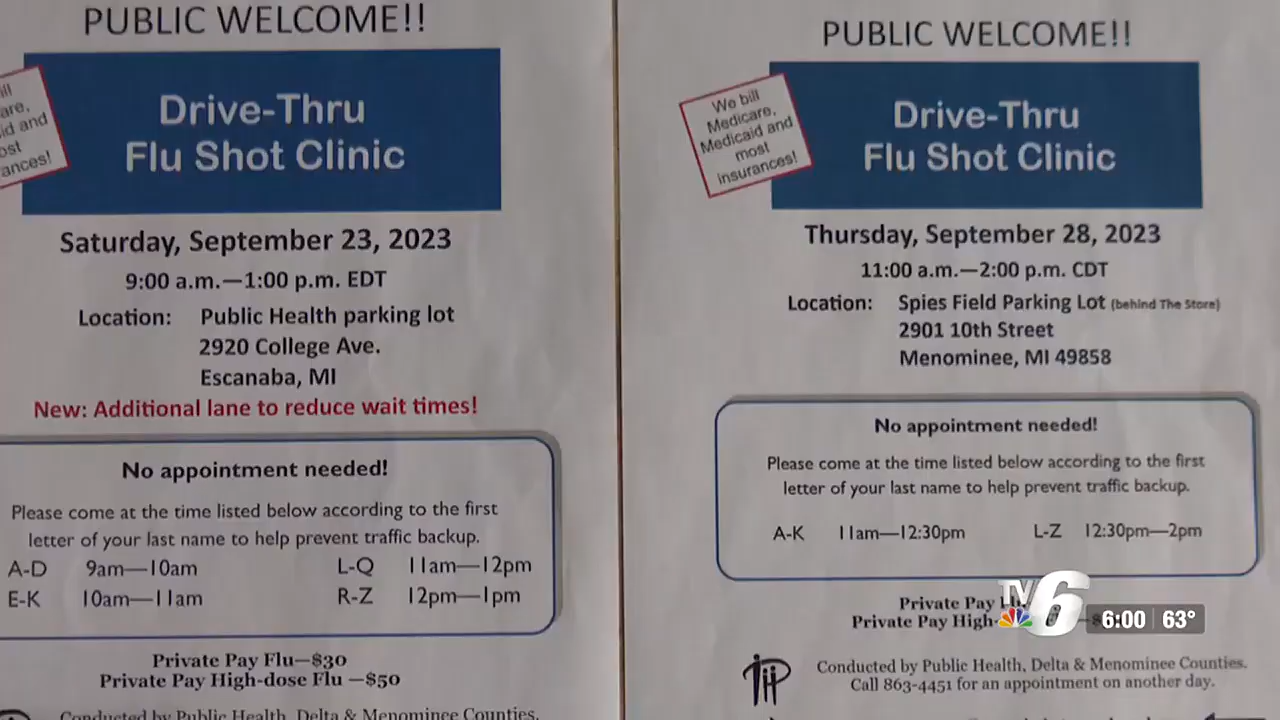 PUBLIC WELCOME!!
Drive-Thru
Flu Shot Clinic
Saturday, September 23, 2023
9:00 a.m.—1:00 p.m. EDT
Location: Public Health parking lot
2920 College Ave.
Escanaba, MI
New: Additional lane to reduce wait times!
No appointment needed!
Please come at the time listed below according to the first
letter of your last name to help prevent traffic backup.
A-D 9am—10am L-Q 11am—12pm
E-K 10am—11am R-Z 12pm—1pm
Private Pay Flu—$30
Private Pay High-dose Flu —$50
Conducted by Public Health, Delta & Menominee Counties.
PUBLIC WELCOME!!
We bill
Medicare,
Medicaid and
most
insurances!
Drive-Thru
Flu Shot Clinic
Thursday, September 28, 2023
11:00 a.m.—2:00 p.m. CDT
Location: Spies Field Parking Lot (behind The Store)
2901 10th Street
Menominee, MI 49858
No appointment needed!
Please come at the time listed below according to the first
letter of your last name to help prevent traffic backup.
A-K 11am—12:30pm L-Z 12:30pm—2pm
Private Pay
Private Pay High-
Conducted by Public Health, Delta & Menominee Counties.
Call 863-4451 for an appointment on another day.
TV6
6:00 63°